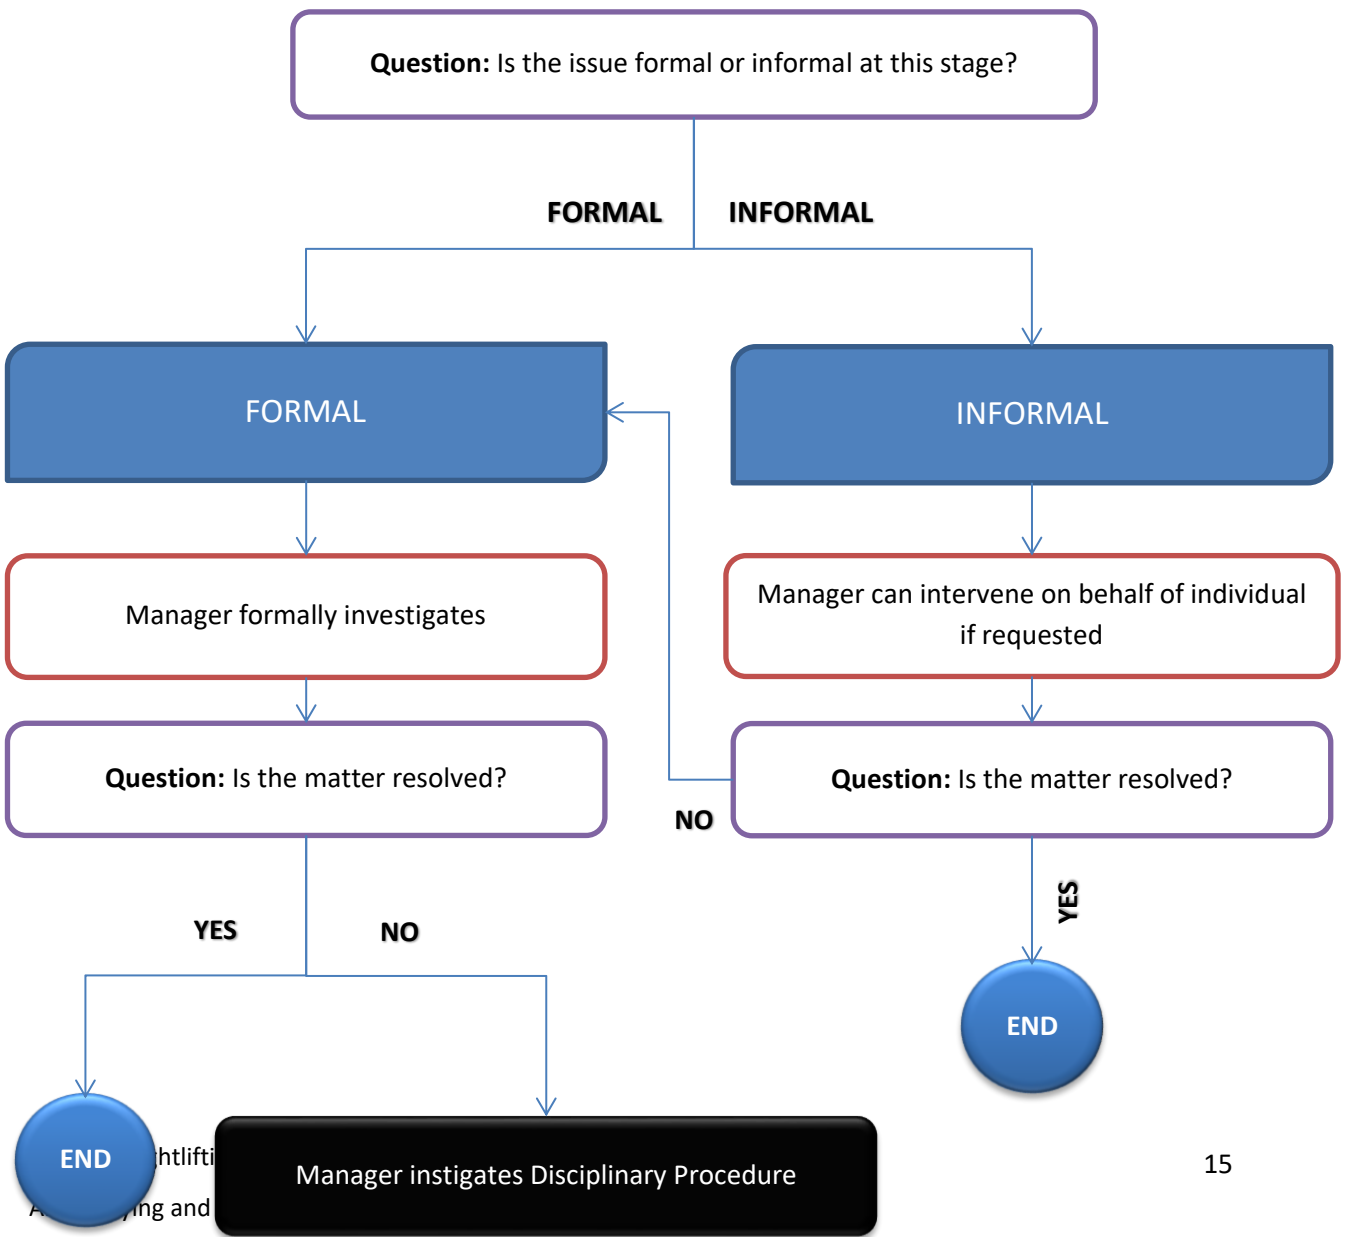 Question: Is the issue formal or informal at this stage?
FORMAL
INFORMAL
FORMAL
INFORMAL
Manager formally investigates
Manager can intervene on behalf of individual
if requested
Question: Is the matter resolved?
Question: Is the matter resolved?
NO
YES
NO
YES
END
END
Manager instigates Disciplinary Procedure
15
and